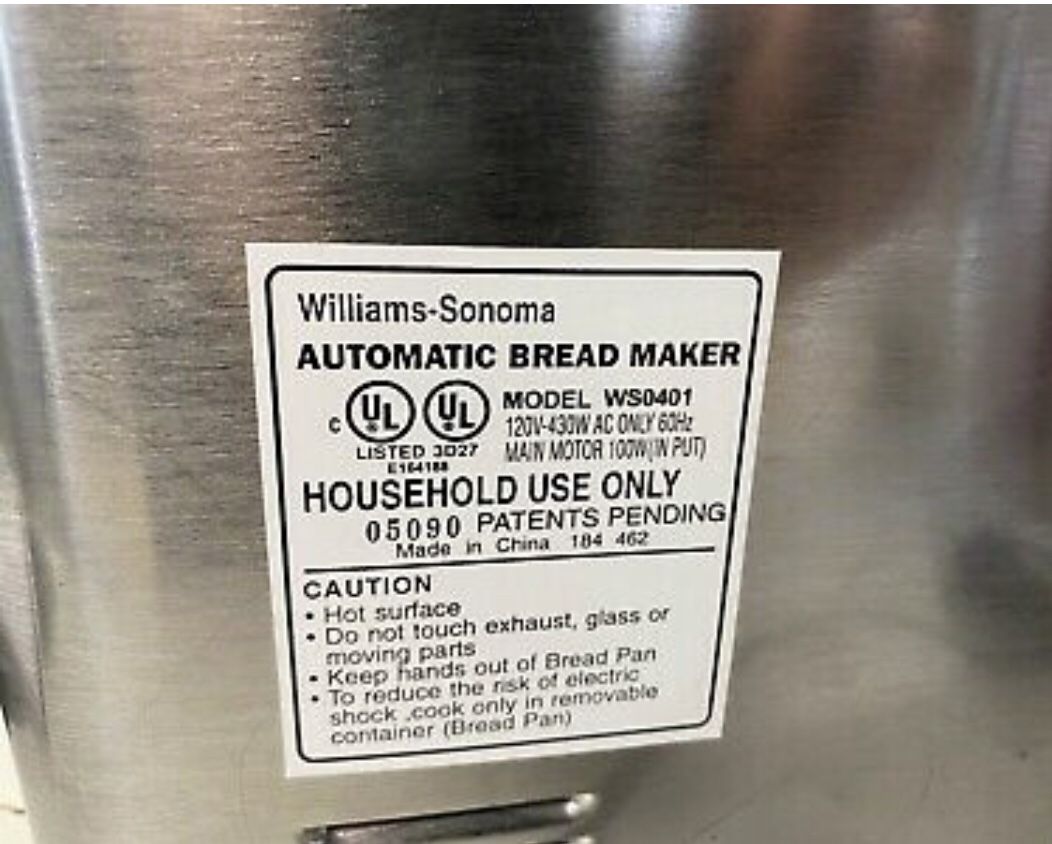 Williams-Sonoma
AUTOMATIC BREAD MAKER
C UL UL
LISTED 3D27
E164188
MODEL WS0401
120V-430W AC ONLY 60Hz
MAIN MOTOR 100W(IN PUT)
HOUSEHOLD USE ONLY
05090 PATENTS PENDING
Made in China 184 462
CAUTION
• Hot surface
• Do not touch exhaust, glass or
moving parts
• Keep hands out of Bread Pan
• To reduce the risk of electric
shock ,cook only in removable
container (Bread Pan)